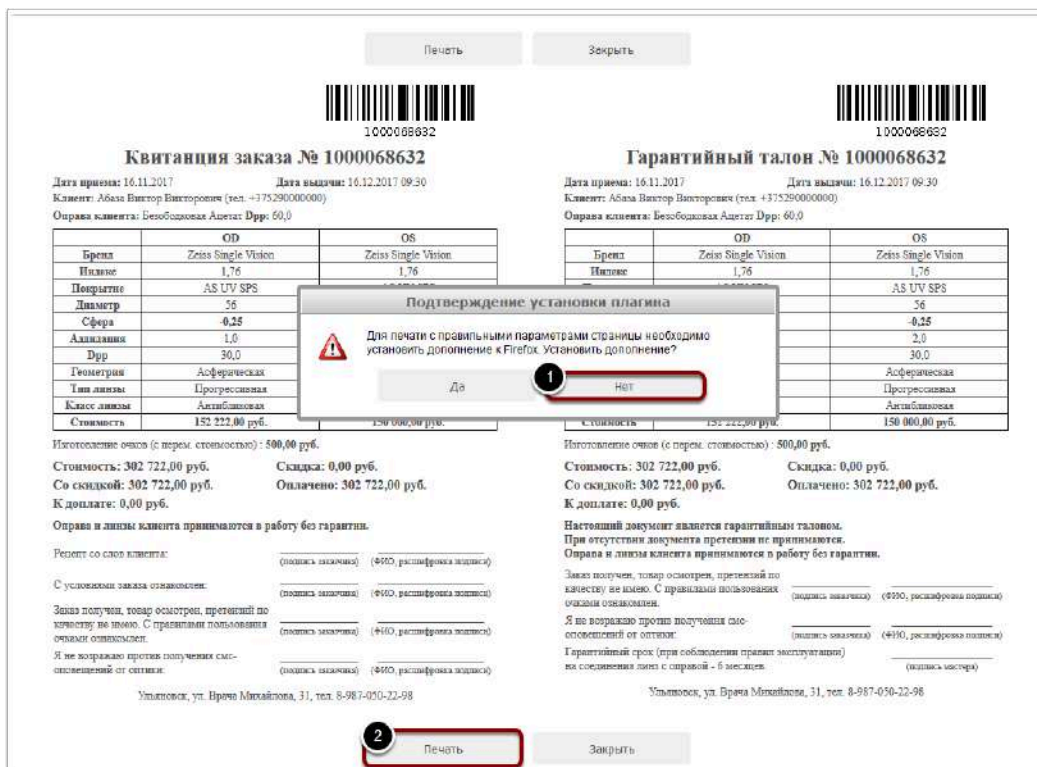 Печать Закрыть
1000068632
Квитанция заказа № 1000068632
Дата приема: 16.11.2017 Дата выдачи: 16.12.2017 09:30
Клиент: Абаза Виктор Викторович (тел. +375290000000)
Оправа клиента: Безободковая Ацетат Dpp: 60,0
OD OS
Бренд Zeiss Single Vision Zeiss Single Vision
Индекс 1,76 1,76
Покрытие AS UV SPS
Диаметр 56
Сфера -0,25
Аддидация 1,0
Dpp 30,0
Геометрия Асферическая
Тип линзы Прогрессивная
Класс линзы Антибликовая
Стоимость 152 222,00 руб. 150 000,00 руб.
Изготовление очков (с перем. стоимостью) : 500,00 руб.
Стоимость: 302 722,00 руб. Скидка: 0,00 руб.
Со скидкой: 302 722,00 руб. Оплачено: 302 722,00 руб.
К доплате: 0,00 руб.
Оправа и линзы клиента принимаются в работу без гарантии.
Рецепт со слов клиента:
(подпись заказчика) (ФИО, расшифровка подписи)
С условиями заказа ознакомлен:
(подпись заказчика) (ФИО, расшифровка подписи)
Заказ получен, товар осмотрен, претензий по
качеству не имею. С правилами пользования
очками ознакомлен.
(подпись заказчика) (ФИО, расшифровка подписи)
Я не возражаю против получения смс-
оповещений от оптики:
(подпись заказчика) (ФИО, расшифровка подписи)
Ульяновск, ул. Врача Михайлова, 31, тел. 8-987-050-22-98
1000068632
Гарантийный талон № 1000068632
Дата приема: 16.11.2017 Дата выдачи: 16.12.2017 09:30
Клиент: Абаза Виктор Викторович (тел. +375290000000)
Оправа клиента: Безободковая Ацетат Dpp: 60,0
OD OS
Бренд Zeiss Single Vision Zeiss Single Vision
Индекс 1,76 1,76
AS UV SPS
56
-0,25
2,0
30,0
Асферическая
Прогрессивная
Антибликовая
Стоимость 152 222,00 руб. 150 000,00 руб.
Изготовление очков (с перем. стоимостью) : 500,00 руб.
Стоимость: 302 722,00 руб. Скидка: 0,00 руб.
Со скидкой: 302 722,00 руб. Оплачено: 302 722,00 руб.
К доплате: 0,00 руб.
Настоящий документ является гарантийным талоном.
При отсутствии документа претензии не принимаются.
Оправа и линзы клиента принимаются в работу без гарантии.
Заказ получен, товар осмотрен, претензий по
качеству не имею. С правилами пользования
очками ознакомлен.
(подпись заказчика) (ФИО, расшифровка подписи)
Я не возражаю против получения смс-
оповещений от оптики:
(подпись заказчика) (ФИО, расшифровка подписи)
Гарантийный срок (при соблюдении правил эксплуатации)
на соединения линз с оправой - 6 месяцев
(подпись мастера)
Ульяновск, ул. Врача Михайлова, 31, тел. 8-987-050-22-98
Подтверждение установки плагина
Для печати с правильными параметрами страницы необходимо
установить дополнение к Firefox. Установить дополнение?
Да 1 Нет
2 Печать Закрыть